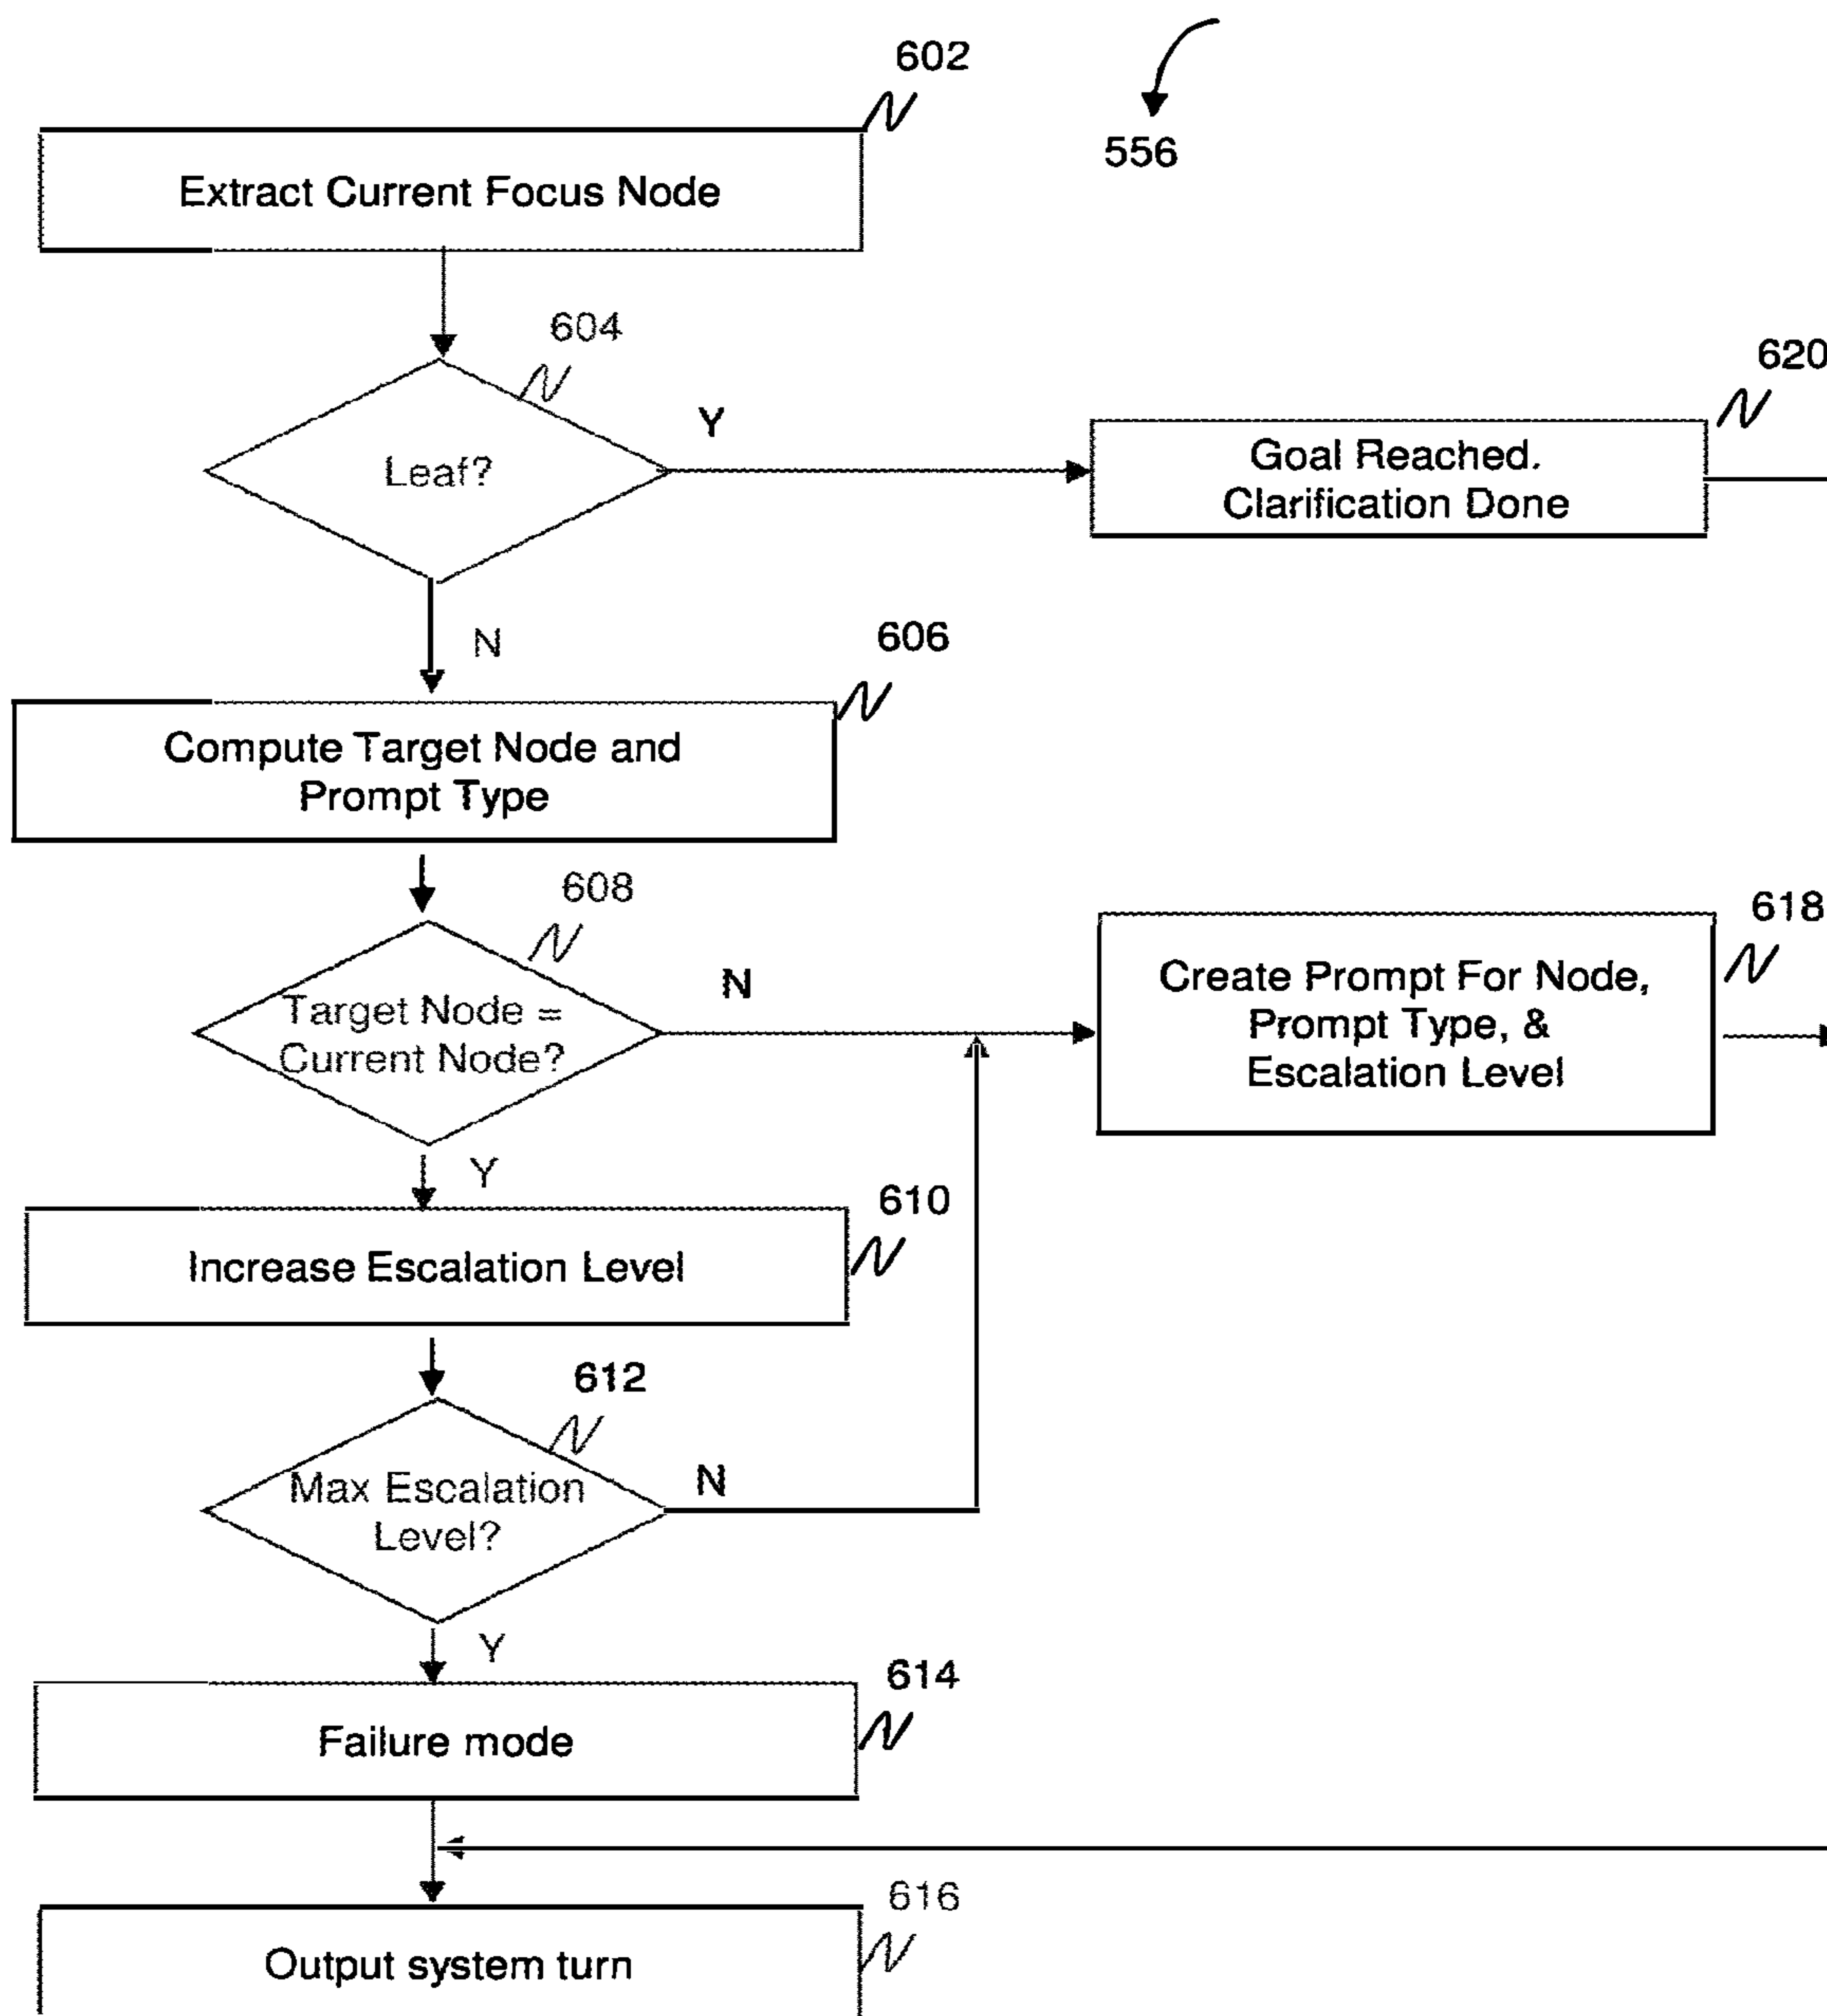 602
556
Extract Current Focus Node
604
Leaf?
Y
620
Goal Reached.
Clarification Done
N
606
Compute Target Node and
Prompt Type
608
Target Node =
Current Node?
N
618
Create Prompt For Node,
Prompt Type, &
Escalation Level
Y
610
Increase Escalation Level
612
Max Escalation
Level?
N
Y
614
Failure mode
616
Output system turn